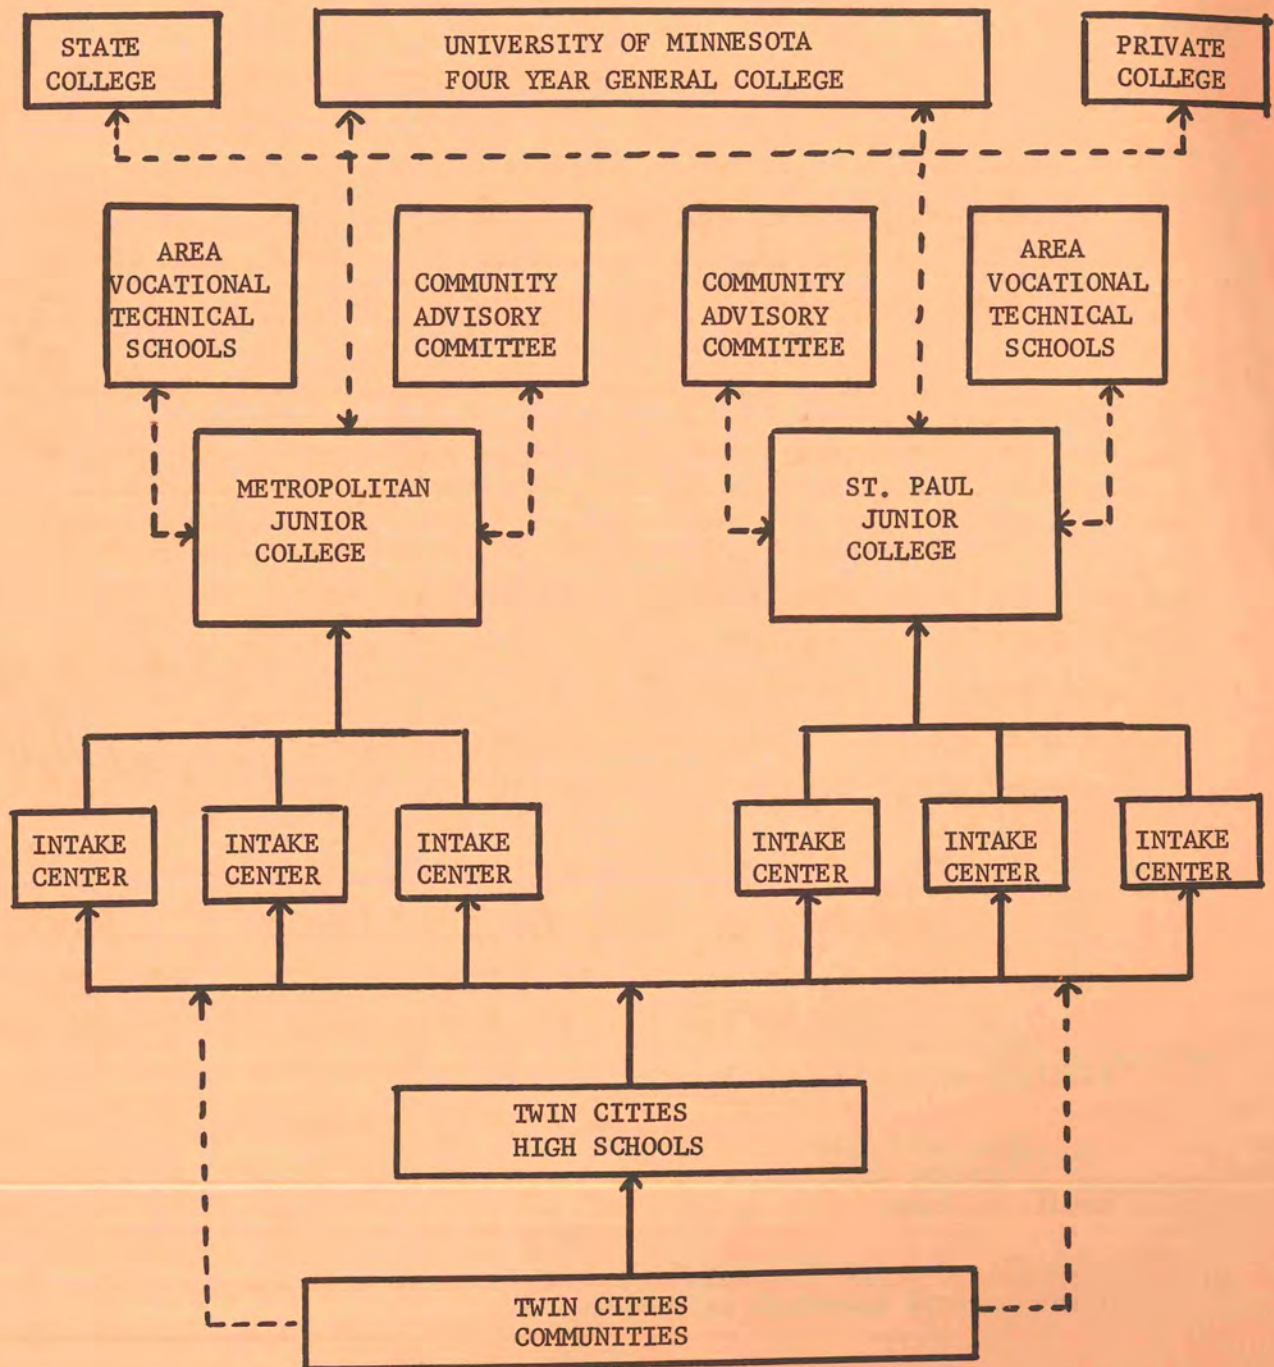 STATE
COLLEGE
UNIVERSITY OF MINNESOTA
FOUR YEAR GENERAL COLLEGE
PRIVATE
COLLEGE
AREA
VOCATIONAL
TECHNICAL
SCHOOLS
COMMUNITY
ADVISORY
COMMITTEE
COMMUNITY
ADVISORY
COMMITTEE
AREA
VOCATIONAL
TECHNICAL
SCHOOLS
METROPOLITAN
JUNIOR
COLLEGE
ST. PAUL
JUNIOR
COLLEGE
INTAKE
CENTER
INTAKE
CENTER
INTAKE
CENTER
INTAKE
CENTER
INTAKE
CENTER
INTAKE
CENTER
TWIN CITIES
HIGH SCHOOLS
TWIN CITIES
COMMUNITIES